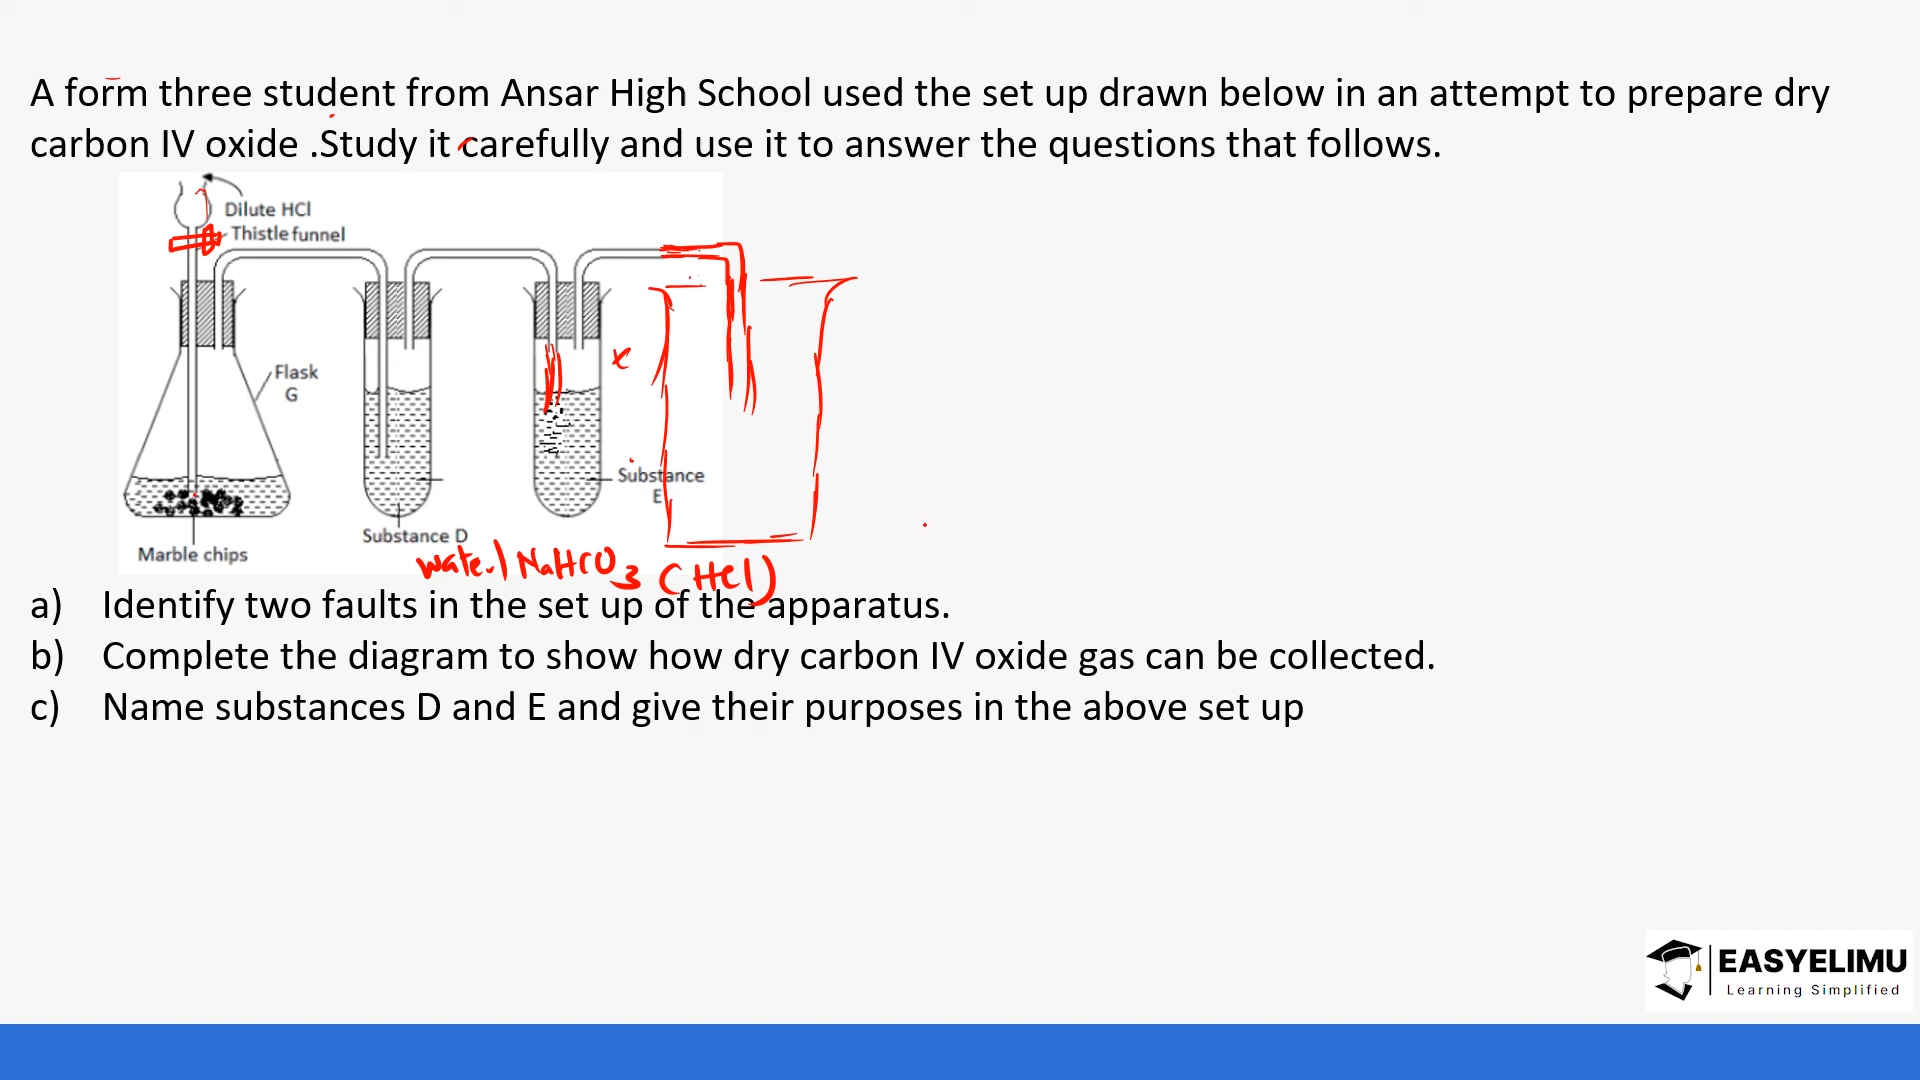 A form three student from Ansar High School used the set up drawn below in an attempt to prepare dry
carbon IV oxide .Study it carefully and use it to answer the questions that follows.
Dilute HCl
Thistle funnel
Flask
G
x
Substance
E
Substance D
Marble chips
water/NaHCO3 (HCl)
a) Identify two faults in the set up of the apparatus.
b) Complete the diagram to show how dry carbon IV oxide gas can be collected.
c) Name substances D and E and give their purposes in the above set up
EASYELIMU
Learning Simplified